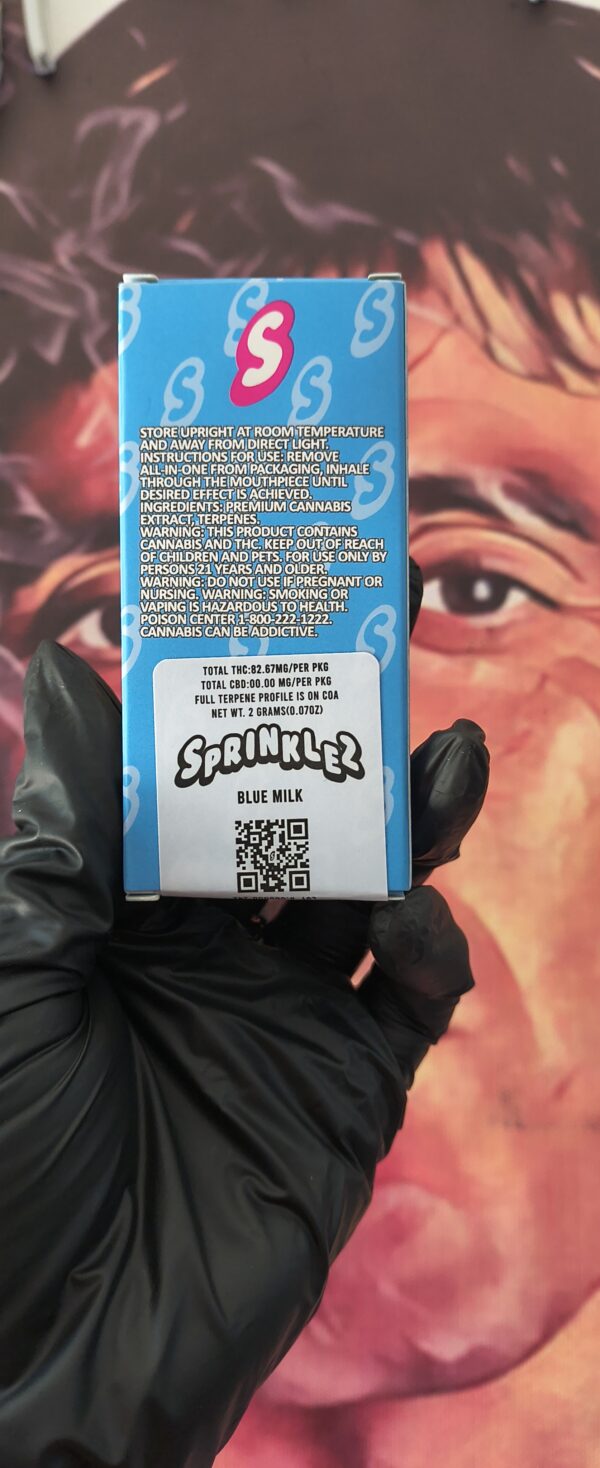 S
STORE UPRIGHT AT ROOM TEMPERATURE
AND AWAY FROM DIRECT LIGHT.
INSTRUCTIONS FOR USE: REMOVE
ALL-IN-ONE FROM PACKAGING, INHALE
THROUGH THE MOUTHPIECE UNTIL
DESIRED EFFECT IS ACHIEVED.
INGREDIENTS: PREMIUM CANNABIS
EXTRACT, TERPENES.
WARNING: THIS PRODUCT CONTAINS
CANNABIS AND THC. KEEP OUT OF REACH
OF CHILDREN AND PETS. FOR USE ONLY BY
PERSONS 21 YEARS AND OLDER.
WARNING: DO NOT USE IF PREGNANT OR
NURSING. WARNING: SMOKING OR
VAPING IS HAZARDOUS TO HEALTH.
POISON CENTER 1-800-222-1222.
CANNABIS CAN BE ADDICTIVE.
TOTAL THC:82.67MG/PER PKG
TOTAL CBD:00.00 MG/PER PKG
FULL TERPENE PROFILE IS ON COA
NET WT. 2 GRAMS(0.07OZ)
SPRINKLEZ
BLUE MILK